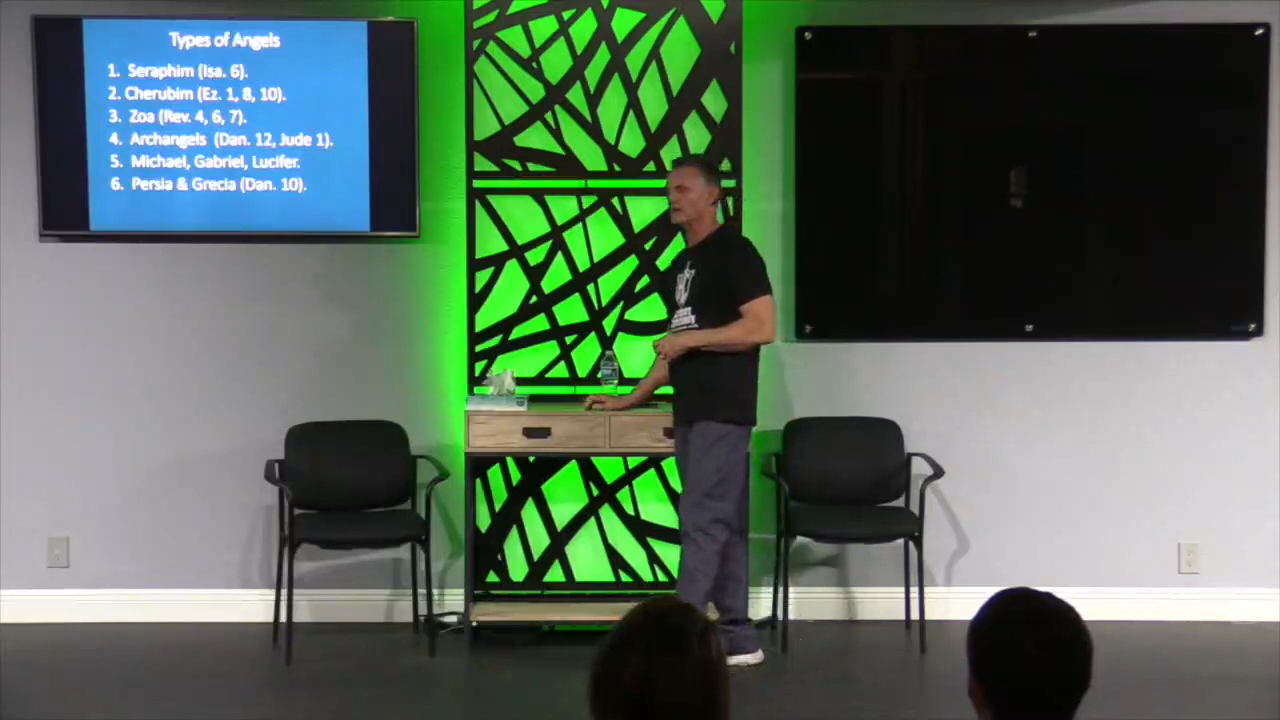 Types of Angels
1. Seraphim (Isa. 6).
2. Cherubim (Ez. 1, 8, 10).
3. Zoa (Rev. 4, 6, 7).
4. Archangels (Dan. 12, Jude 1).
5. Michael, Gabriel, Lucifer.
6. Persia & Grecia (Dan. 10).